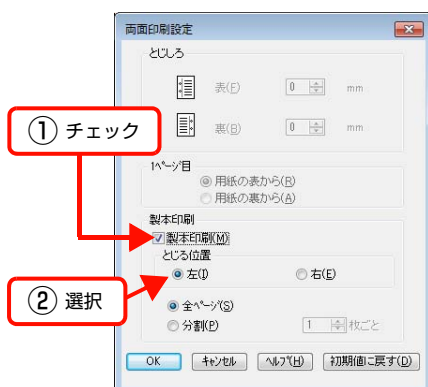 両面印刷設定
とじしろ
表(F) 0 mm
裏(B) 0 mm
① チェック
1ページ目
用紙の表から(R)
用紙の裏から(A)
製本印刷
製本印刷(M)
とじる位置
左(I) 右(E)
② 選択
全ページ(S)
分割(P) 1 枚ごと
OK キャンセル ヘルプ(H) 初期値に戻す(D)